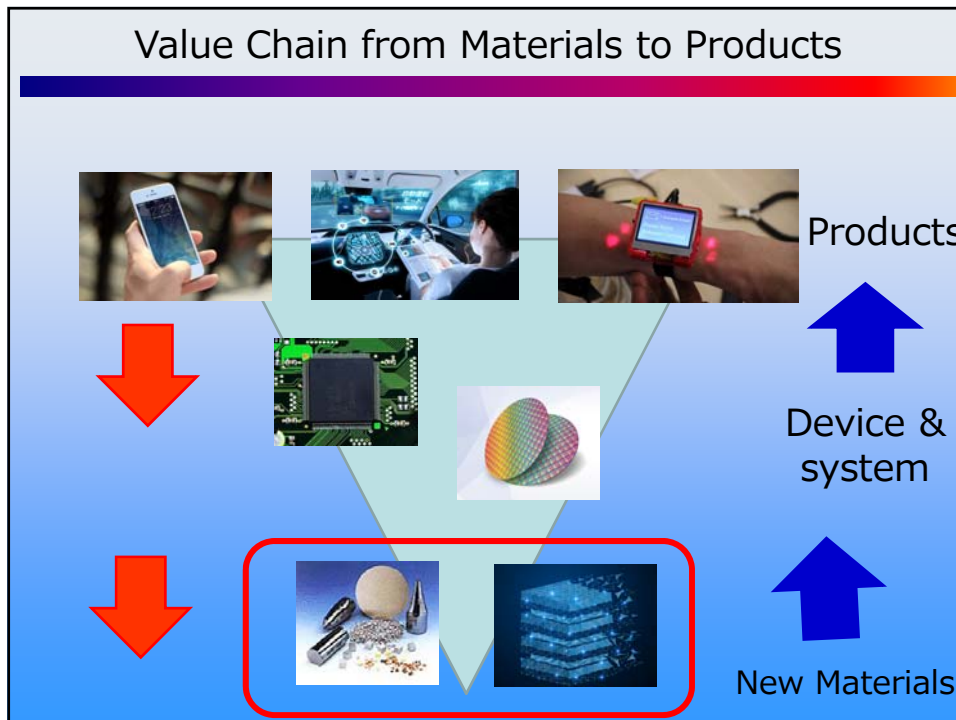 Value Chain from Materials to Products
Products
Device &
system
New Materials